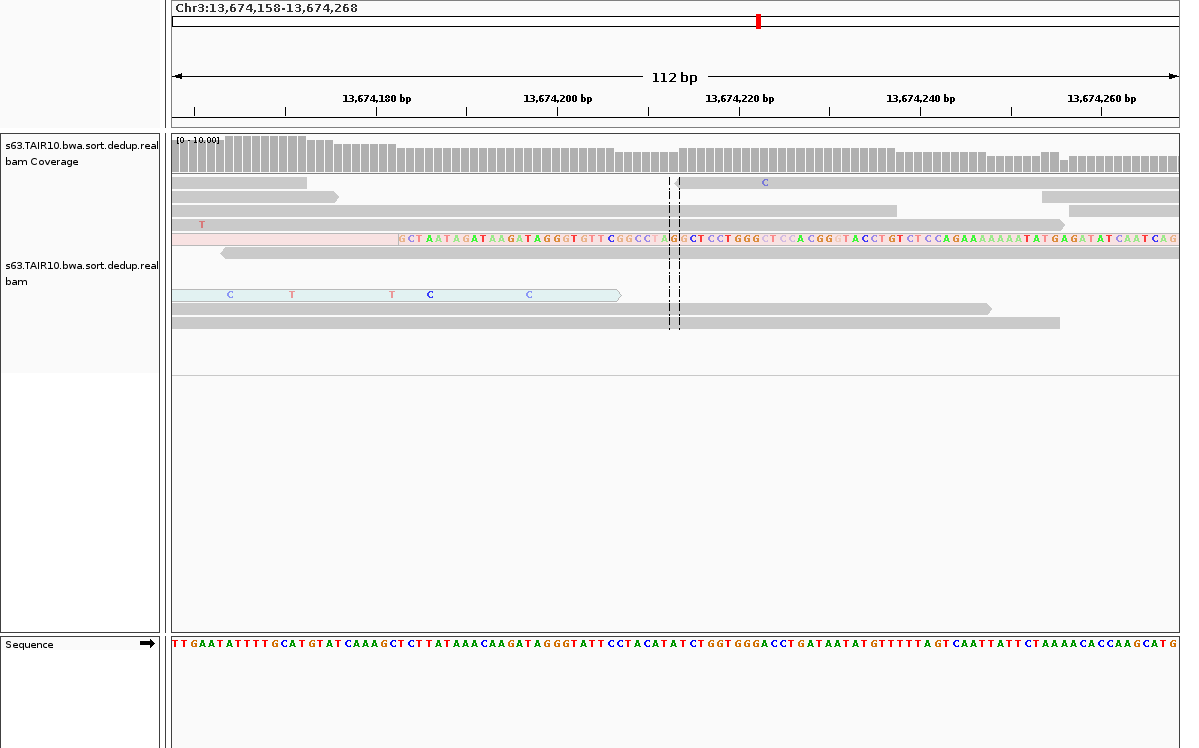 Chr3:13,674,158-13,674,268
112 bp
13,674,180 bp 13,674,200 bp 13,674,220 bp 13,674,240 bp 13,674,260 bp
s63.TAIR10.bwa.sort.dedup.real
bam Coverage
[0 - 10.00]
C
T
GCTAATAGATAAGATAGGGTGTTCGGCCTAGGCTCCTGGGCTCCACGGGTACCTGTCTCCAGAAAAAAATATGAGATATCAATCAG
s63.TAIR10.bwa.sort.dedup.real
bam
C T T C C
Sequence
TTGAATATTTTGCATGTATCAAAGCTCTTATAAACAAGATAGGGTATTCCTACATATCTGGTGGGACCTGATAATATGTTTTTAGTCAATTATTCTAAAACACCAAGCATG